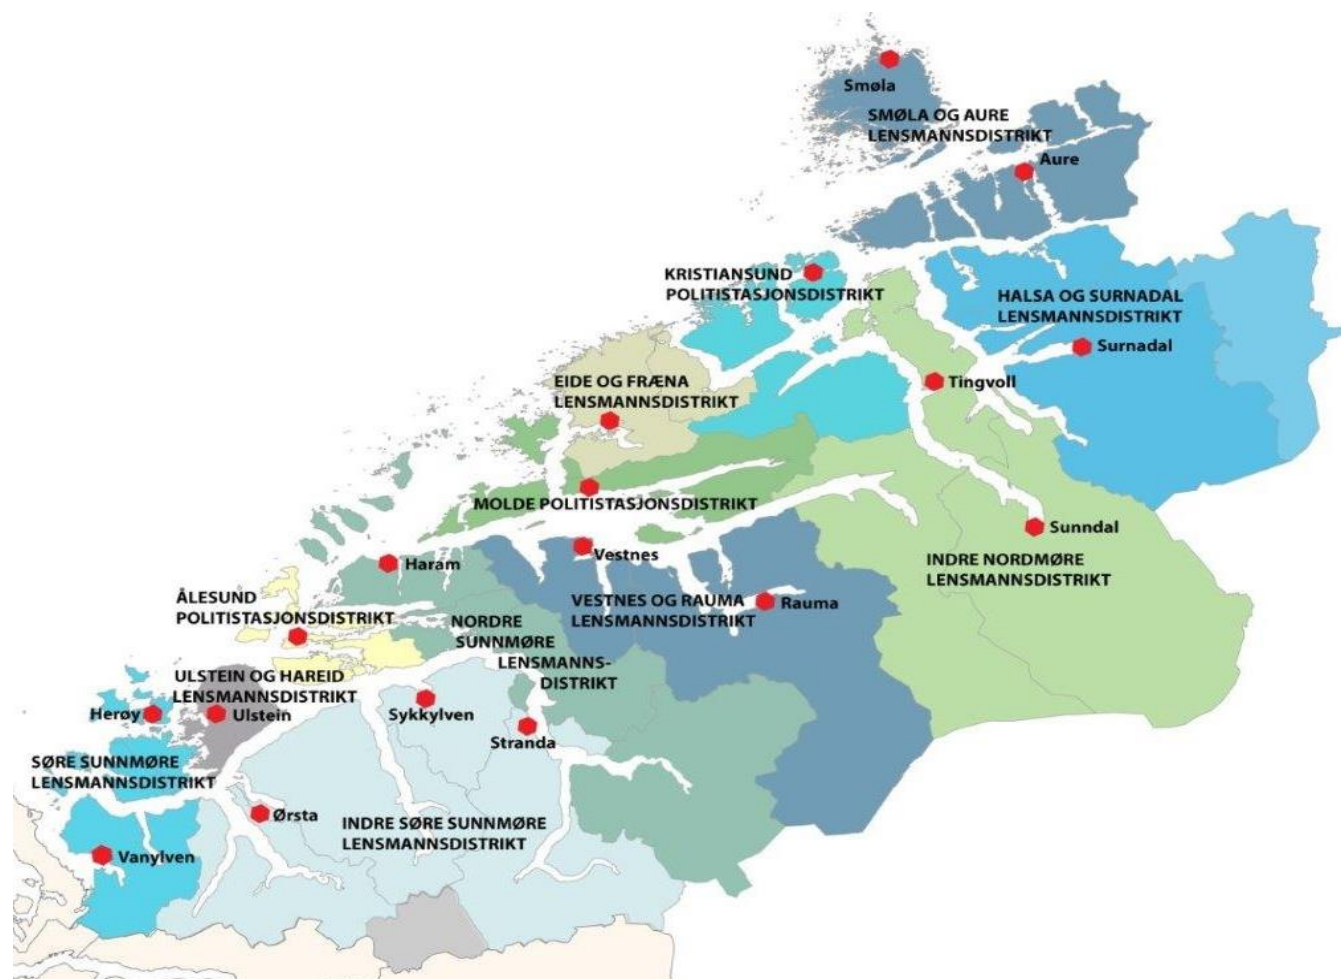 Smøla
SMØLA OG AURE
LENSMANNSDISTRIKT
Aure
KRISTIANSUND
POLITISTASJONSDISTRIKT
HALSA OG SURNADAL
LENSMANNSDISTRIKT
Surnadal
EIDE OG FRÆNA
LENSMANNSDISTRIKT
Tingvoll
MOLDE POLITISTASJONSDISTRIKT
Sunndal
INDRE NORDMØRE
LENSMANNSDISTRIKT
Vestnes
Haram
VESTNES OG RAUMA
LENSMANNSDISTRIKT
Rauma
ÅLESUND
POLITISTASJONSDISTRIKT
NORDRE
SUNNMØRE
LENSMANNS-
DISTRIKT
ULSTEIN OG HAREID
LENSMANNSDISTRIKT
Herøy
Ulstein
Sykkylven
Stranda
SØRE SUNNMØRE
LENSMANNSDISTRIKT
Ørsta
INDRE SØRE SUNNMØRE
LENSMANNSDISTRIKT
Vanylven